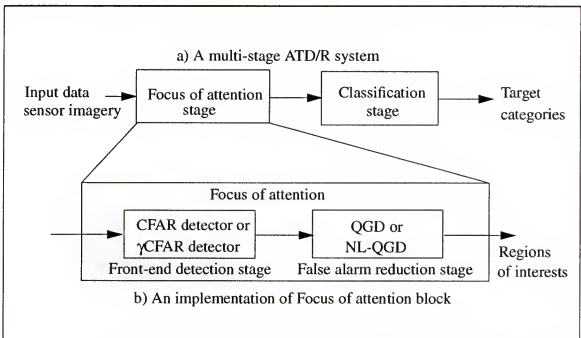 a) A multi-stage ATD/R system
Input data
sensor imagery
Focus of attention
stage
Classification
stage
Target
categories
Focus of attention
CFAR detector or
γCFAR detector
Front-end detection stage
QGD or
NL-QGD
False alarm reduction stage
Regions
of interests
b) An implementation of Focus of attention block